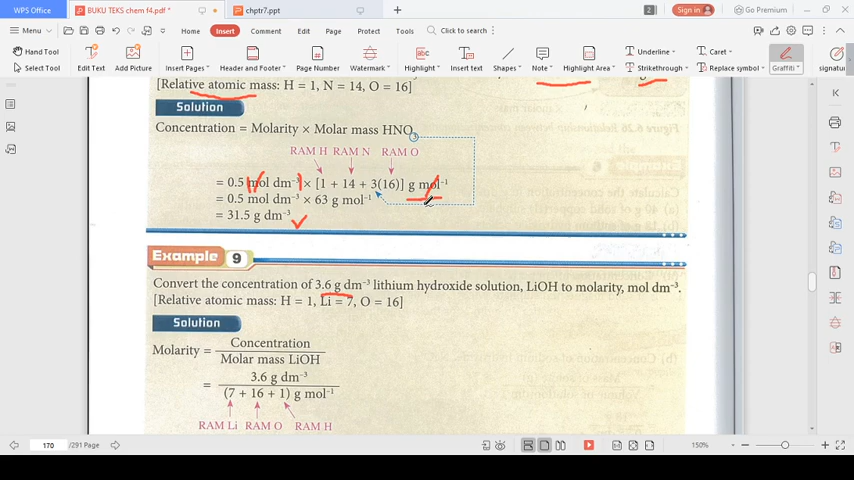 WPS Office
BUKU TEKS chem f4.pdf *
chptr7.ppt
+
2
Sign in
Go Premium
Menu
Home
Insert
Edit
Page
Protect
Tools
Click to search
Hand Tool
Select Tool
Edit Text
Add Picture
Insert Pages
Header and Footer
Page Number
Watermark
Highlight
Insert text
Shapes
Note
Highlight Area
Underline
Strikethrough
Caret
Replace symbol
Graffiti
signatu
[Relative atomic mass: H = 1, N = 14, O = 16]
Solution
Concentration = Molarity × Molar mass HNO₃
RAM H RAM N RAM O
= 0.5 mol dm⁻³ × [1 + 14 + 3(16)] g mol⁻¹
= 0.5 mol dm⁻³ × 63 g mol⁻¹
= 31.5 g dm⁻³
Example 9
Convert the concentration of 3.6 g dm⁻³ lithium hydroxide solution, LiOH to molarity, mol dm⁻³.
[Relative atomic mass: H = 1, Li = 7, O = 16]
Solution
Molarity = Concentration
Molar mass LiOH
= 3.6 g dm⁻³
(7 + 16 + 1) g mol⁻¹
RAM Li RAM O RAM H
170 /291 Page
150%